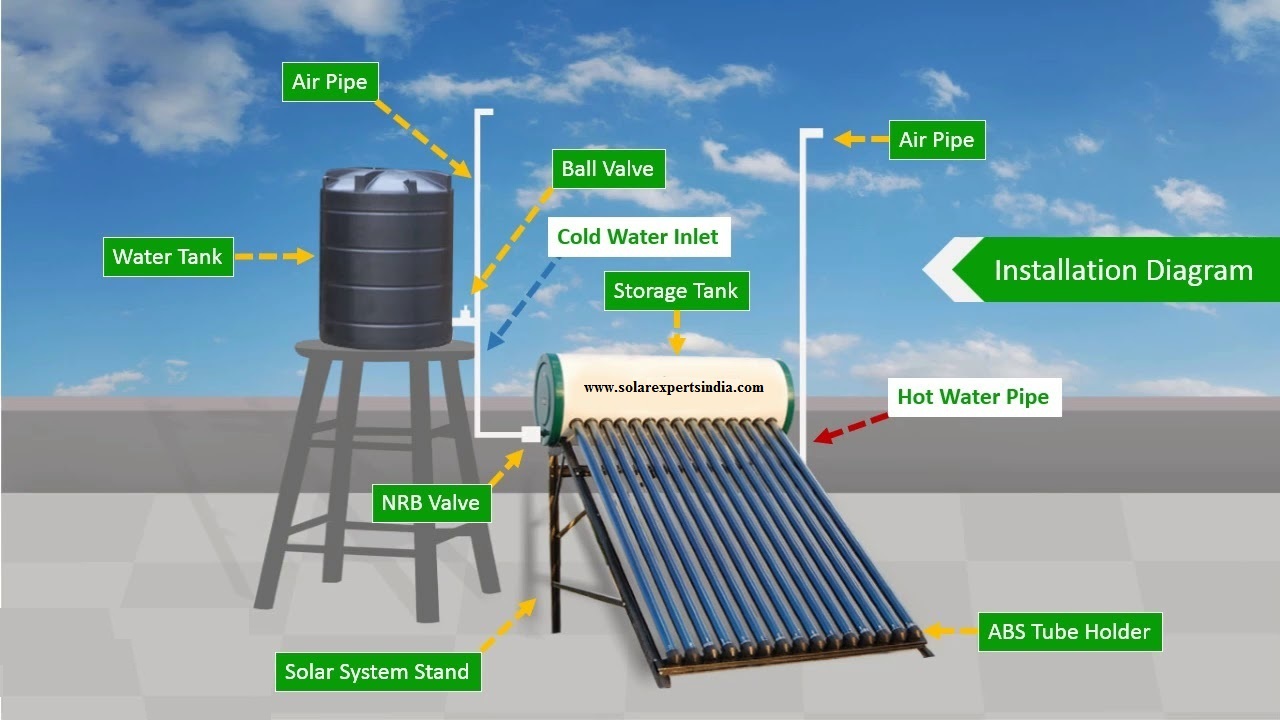 Air Pipe
Air Pipe
Ball Valve
Cold Water Inlet
Water Tank
Installation Diagram
Storage Tank
www.solarexpertsindia.com
Hot Water Pipe
NRB Valve
ABS Tube Holder
Solar System Stand